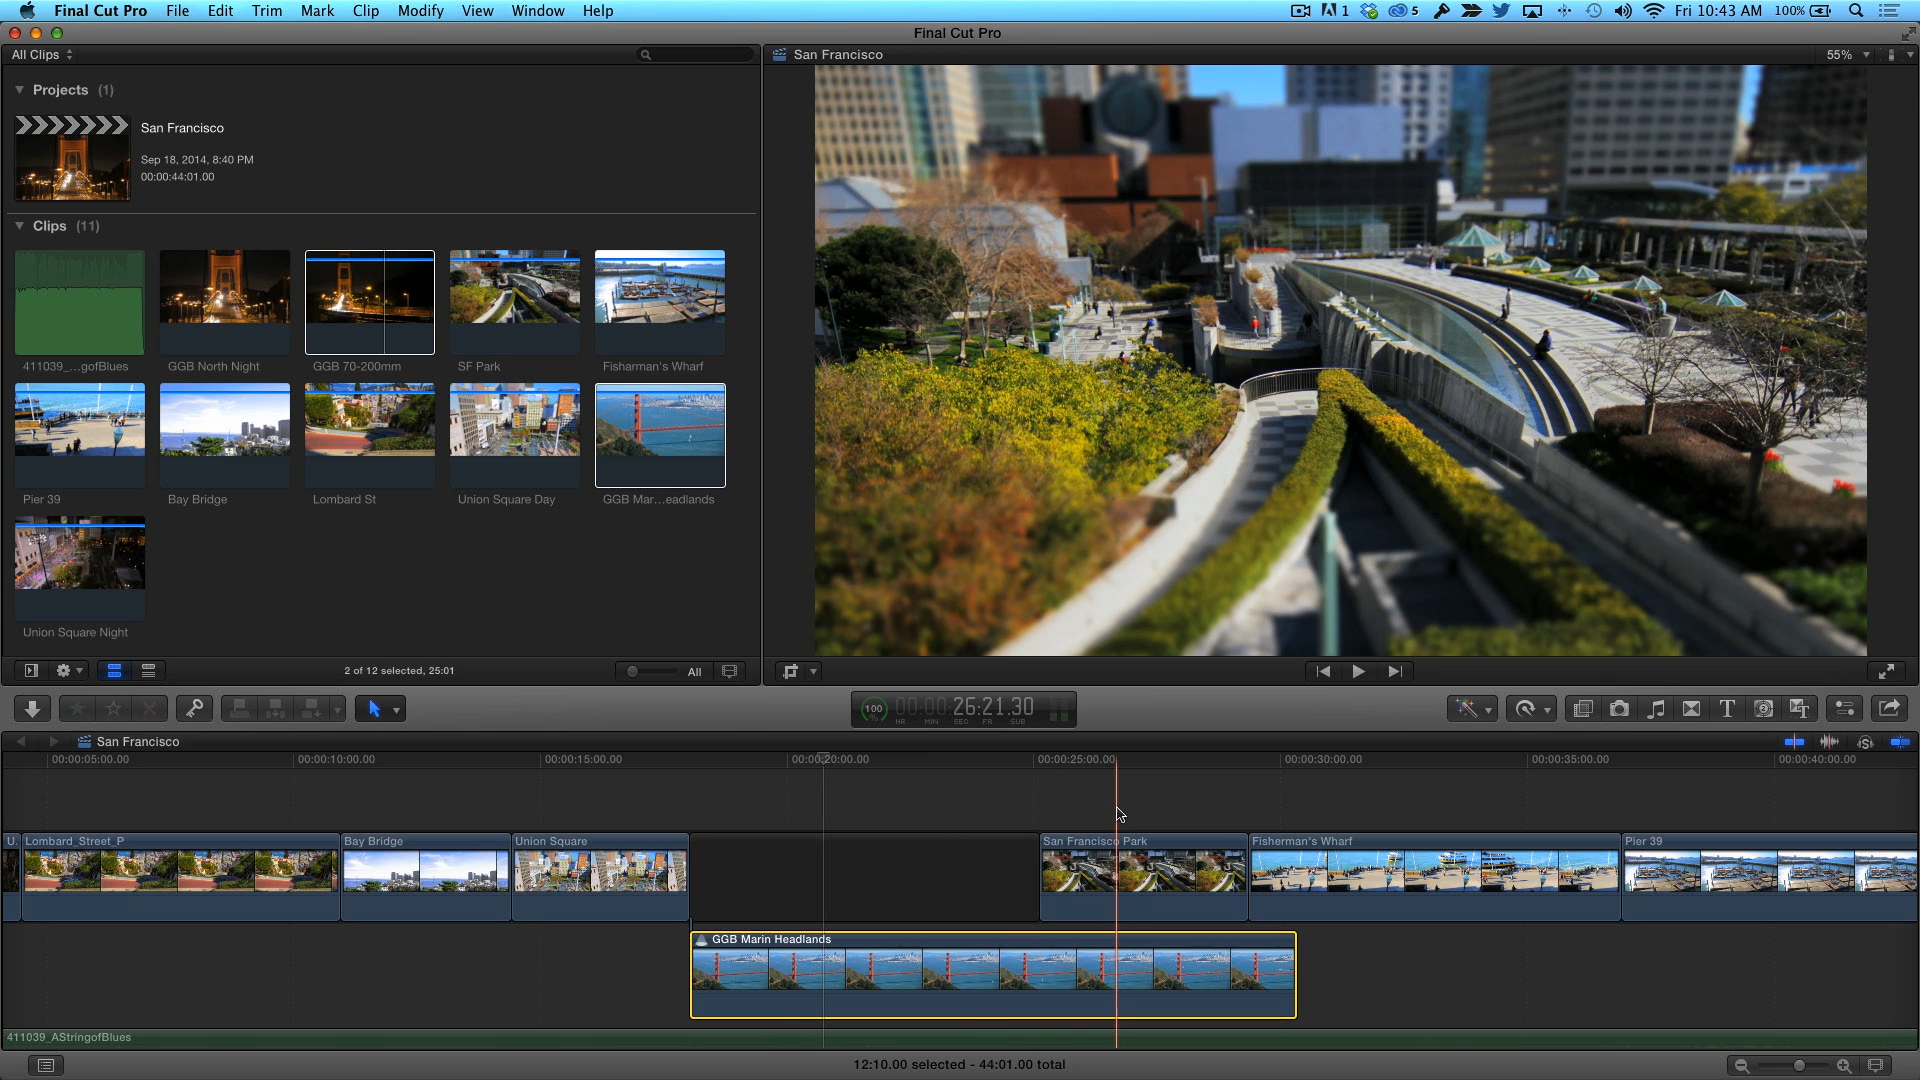 Final Cut Pro File Edit Trim Mark Clip Modify View Window Help 1 5 Fri 10:43 AM 100%
Final Cut Pro
All Clips
San Francisco 55%
Projects (1)
San Francisco
Sep 18, 2014, 8:40 PM
00:00:44:01.00
Clips (11)
411039_...gofBlues GGB North Night GGB 70-200mm SF Park Fisharman's Wharf
Pier 39 Bay Bridge Lombard St Union Square Day GGB Mar...eadlands
Union Square Night
2 of 12 selected, 25:01 All
100 % 00:00:26:21.30
HR MIN SEC FR SUB
San Francisco
00:00:05:00.00 00:00:10:00.00 00:00:15:00.00 00:00:20:00.00 00:00:25:00.00 00:00:30:00.00 00:00:35:00.00 00:00:40:00.00
U. Lombard_Street_P Bay Bridge Union Square San Francisco Park Fisherman's Wharf Pier 39
GGB Marin Headlands
411039_AStringofBlues
12:10.00 selected - 44:01.00 total